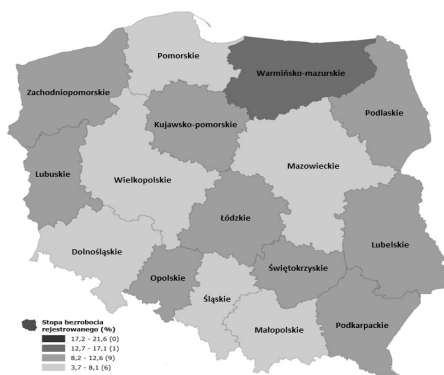 Pomorskie
Warmińsko-mazurskie
Zachodniopomorskie
Podlaskie
Kujawsko-pomorskie
Mazowieckie
Lubuskie
Wielkopolskie
Łódzkie
Dolnośląskie
Lubelskie
Opolskie
Świętokrzyskie
Śląskie
Małopolskie
Podkarpackie
Stopa bezrobocia
rejestrowanego (%)
17,2 - 21,6 (0)
12,7 - 17,1 (1)
8,2 - 12,6 (9)
3,7 - 8,1 (6)